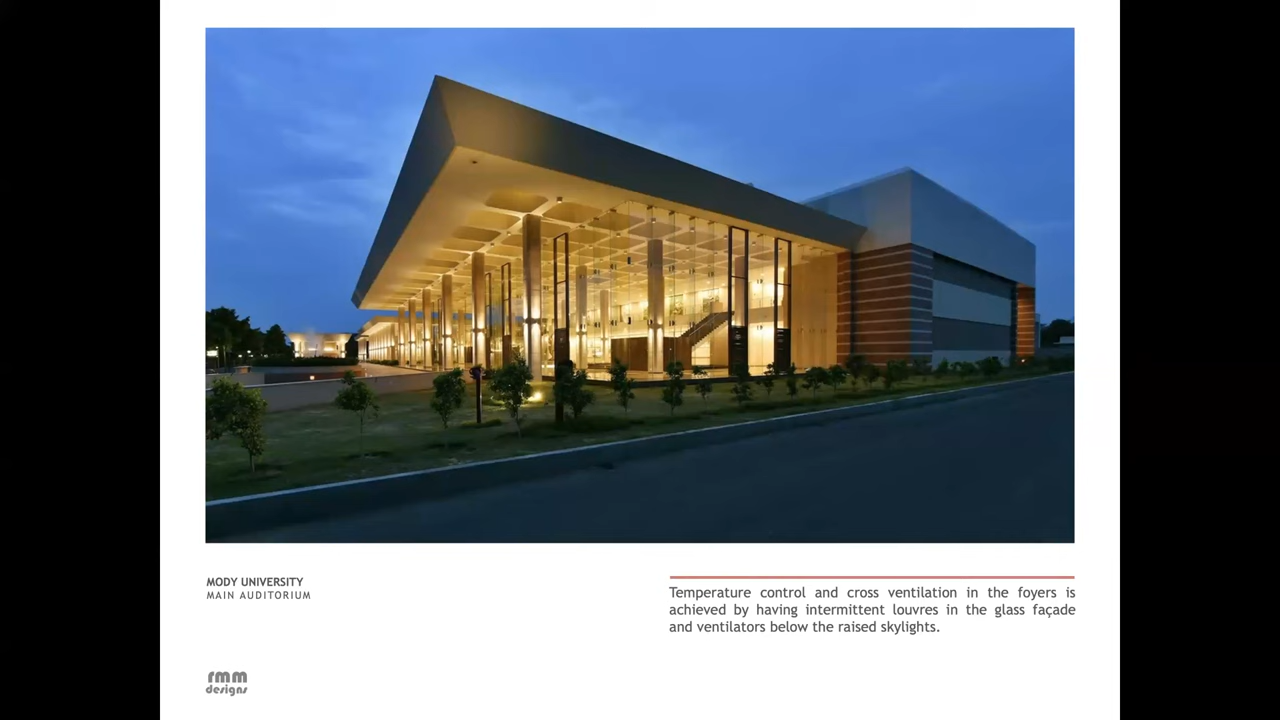 MODY UNIVERSITY
MAIN AUDITORIUM
Temperature control and cross ventilation in the foyers is
achieved by having intermittent louvres in the glass façade
and ventilators below the raised skylights.
rmm
designs